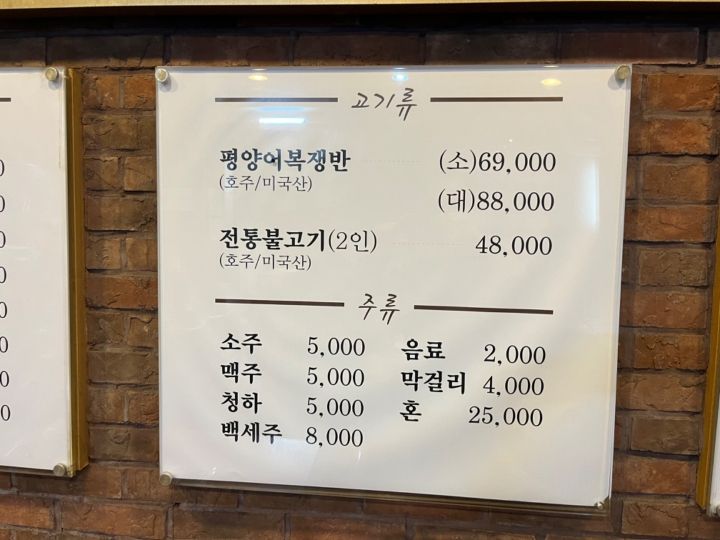 고기류
평양어복쟁반 (소)69,000
(호주/미국산)
(대)88,000
전통불고기(2인) 48,000
(호주/미국산)
주류
소주 5,000 음료 2,000
맥주 5,000 막걸리 4,000
청하 5,000 혼 25,000
백세주 8,000